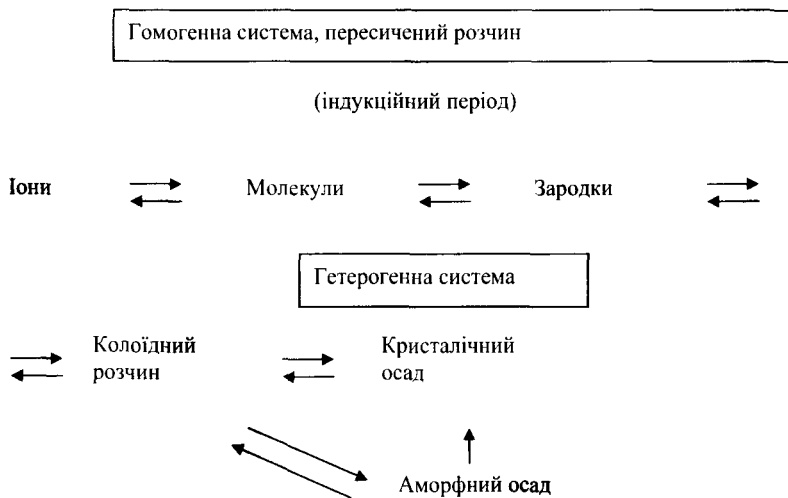 Гомогенна система, пересичений розчин
(індукційний період)
Іони Молекули Зародки
Гетерогенна система
Колоїдний Кристалічний
розчин осад
Аморфний осад